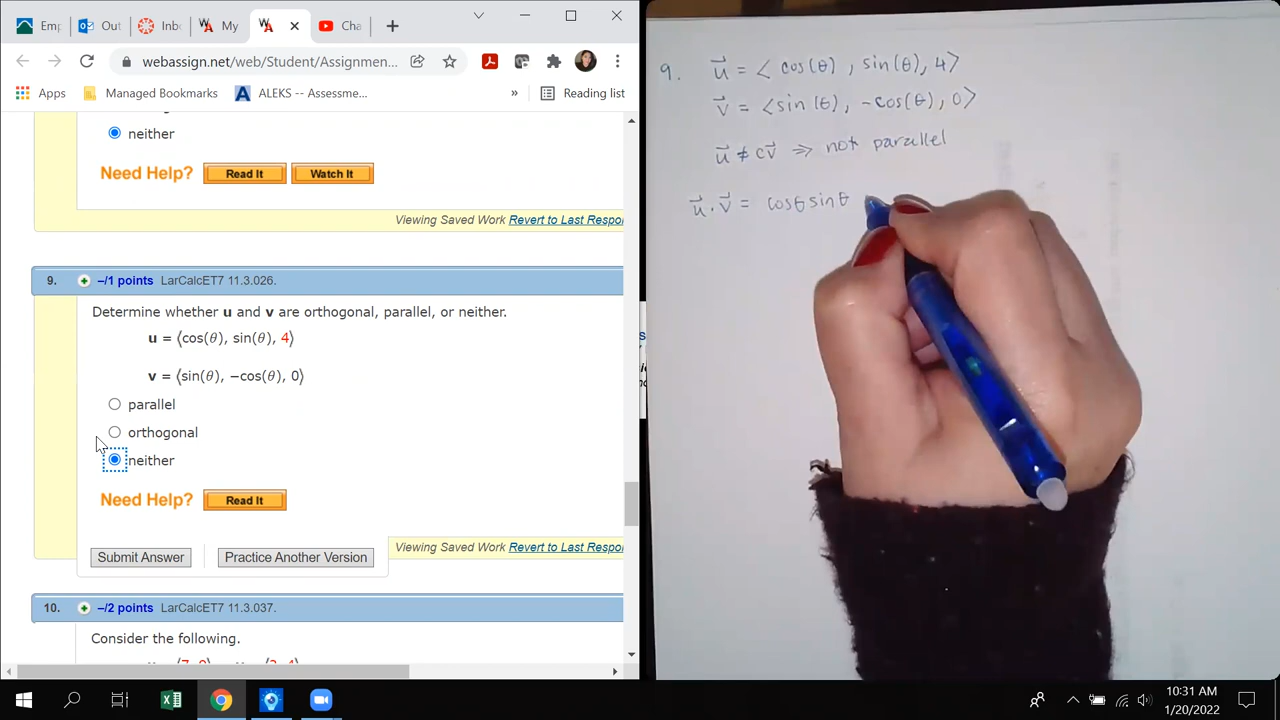 Emp
Out
Inb
My
Cha
webassign.net/web/Student/Assignmen...
Apps
Managed Bookmarks
ALEKS -- Assessme...
»
Reading list
neither
Need Help? Read It Watch It
Viewing Saved Work Revert to Last Respon
9. –/1 points LarCalcET7 11.3.026.
Determine whether u and v are orthogonal, parallel, or neither.
u = ⟨cos(θ), sin(θ), 4⟩
v = ⟨sin(θ), −cos(θ), 0⟩
parallel
orthogonal
neither
Need Help? Read It
Viewing Saved Work Revert to Last Respon
Submit Answer Practice Another Version
10. –/2 points LarCalcET7 11.3.037.
Consider the following.
9. u⃗ = < cos(θ), sin(θ), 4>
v⃗ = <sin(θ), -cos(θ), 0>
u⃗ ≠ cv⃗ ⇒ not parallel
u⃗ . v⃗ = cosθ sinθ
10:31 AM
1/20/2022